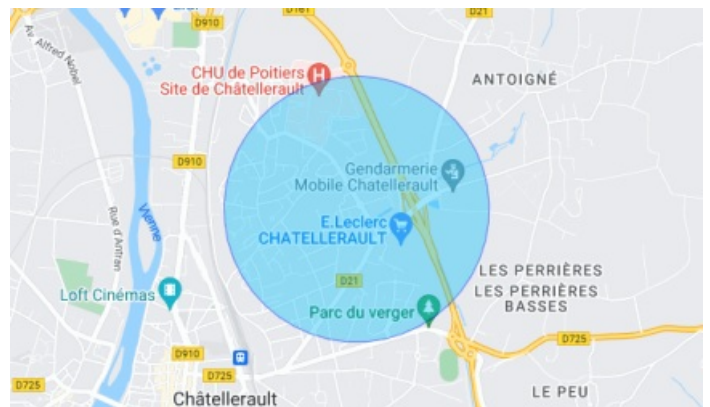 D910
D161
D21
Av. Alfred Nobel
CHU de Poitiers
Site de Châtellerault
ANTOIGNÉ
D910
Gendarmerie
Mobile Chatellerault
Vienne
Rue d'Antran
E.Leclerc
CHATELLERAULT
D21
LES PERRIÈRES
LES PERRIÈRES
BASSES
Loft Cinémas
Parc du verger
D725
D910
D725
D725
Châtellerault
LE PEU